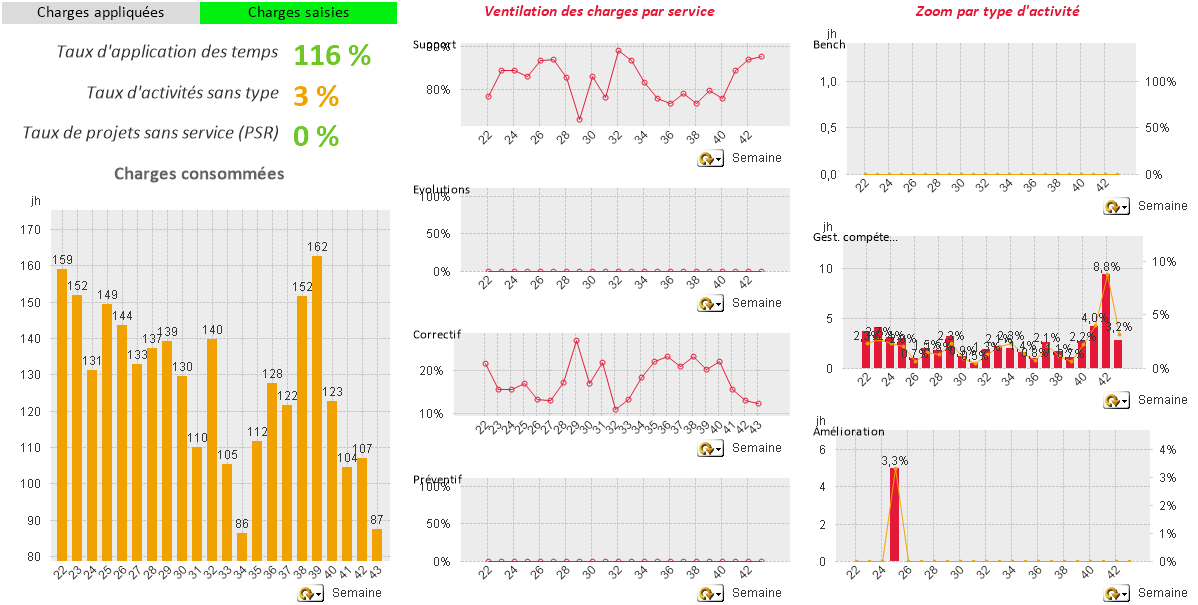 Charges appliquées
Charges saisies
Taux d'application des temps 116 %
Taux d'activités sans type 3 %
Taux de projets sans service (PSR) 0 %
Charges consommées
jh
170
160
150
140
130
120
110
100
90
80
159 152 131 149 144 133 137 139 130 110 140 105 86 112 128 122 152 162 123 104 107 87
22 23 24 25 26 27 28 29 30 31 32 33 34 35 36 37 38 39 40 41 42 43
Semaine
Ventilation des charges par service
Support
80%
22 24 26 28 30 32 34 36 38 40 42
Semaine
Evolutions
100%
50%
0%
22 24 26 28 30 32 34 36 38 40 42
Semaine
Correctif
20%
10%
22 23 24 25 26 27 28 29 30 31 32 33 34 35 36 37 38 39 40 41 42 43
Semaine
Préventif
100%
50%
0%
22 24 26 28 30 32 34 36 38 40 42
Semaine
Zoom par type d'activité
jh
Bench
1,0
0,5
0,0
100%
50%
0%
22 24 26 28 30 32 34 36 38 40 42
Semaine
jh
Gest. compéte...
10
5
0
10%
5%
0%
2,1%
4,0%
8,8%
3,2%
22 24 26 28 30 32 34 36 38 40 42
Semaine
jh
Amélioration
6
4
2
0
4%
3%
2%
1%
0%
3,3%
22 24 26 28 30 32 34 36 38 40 42
Semaine